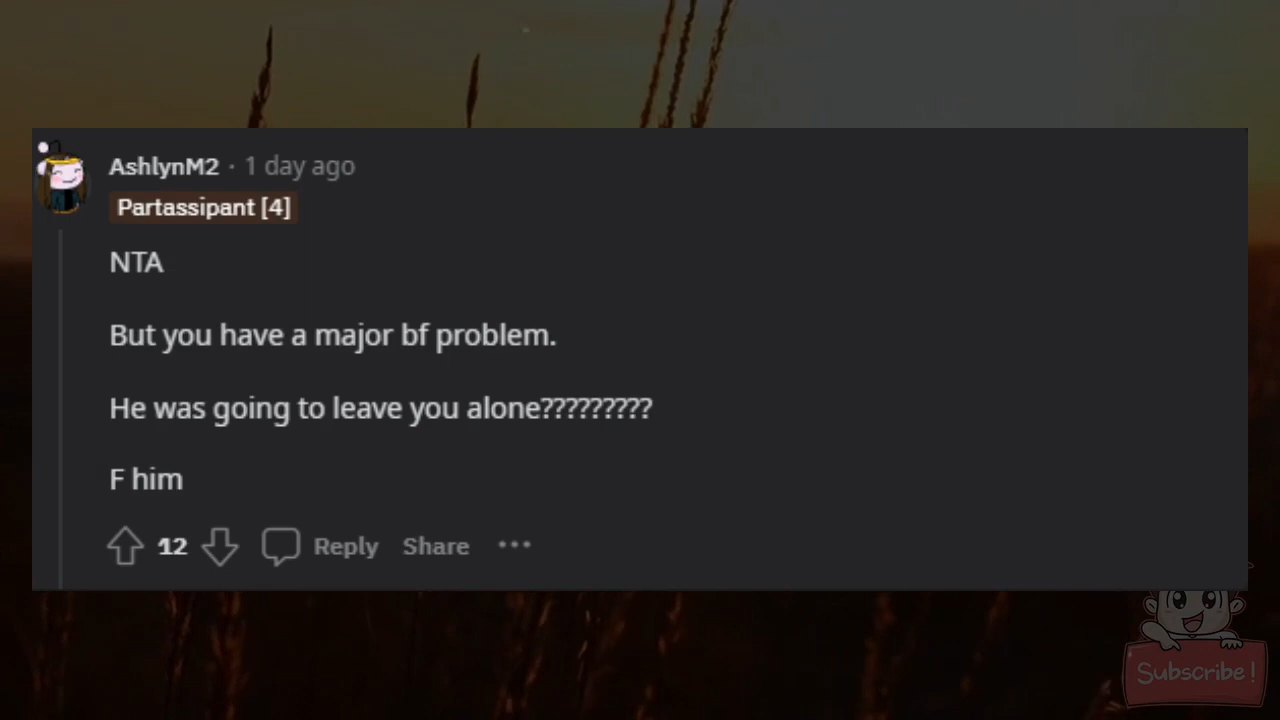 AshlynM2 · 1 day ago
Partassipant [4]
NTA
But you have a major bf problem.
He was going to leave you alone?????????
F him
12 Reply Share ···
Subscribe!